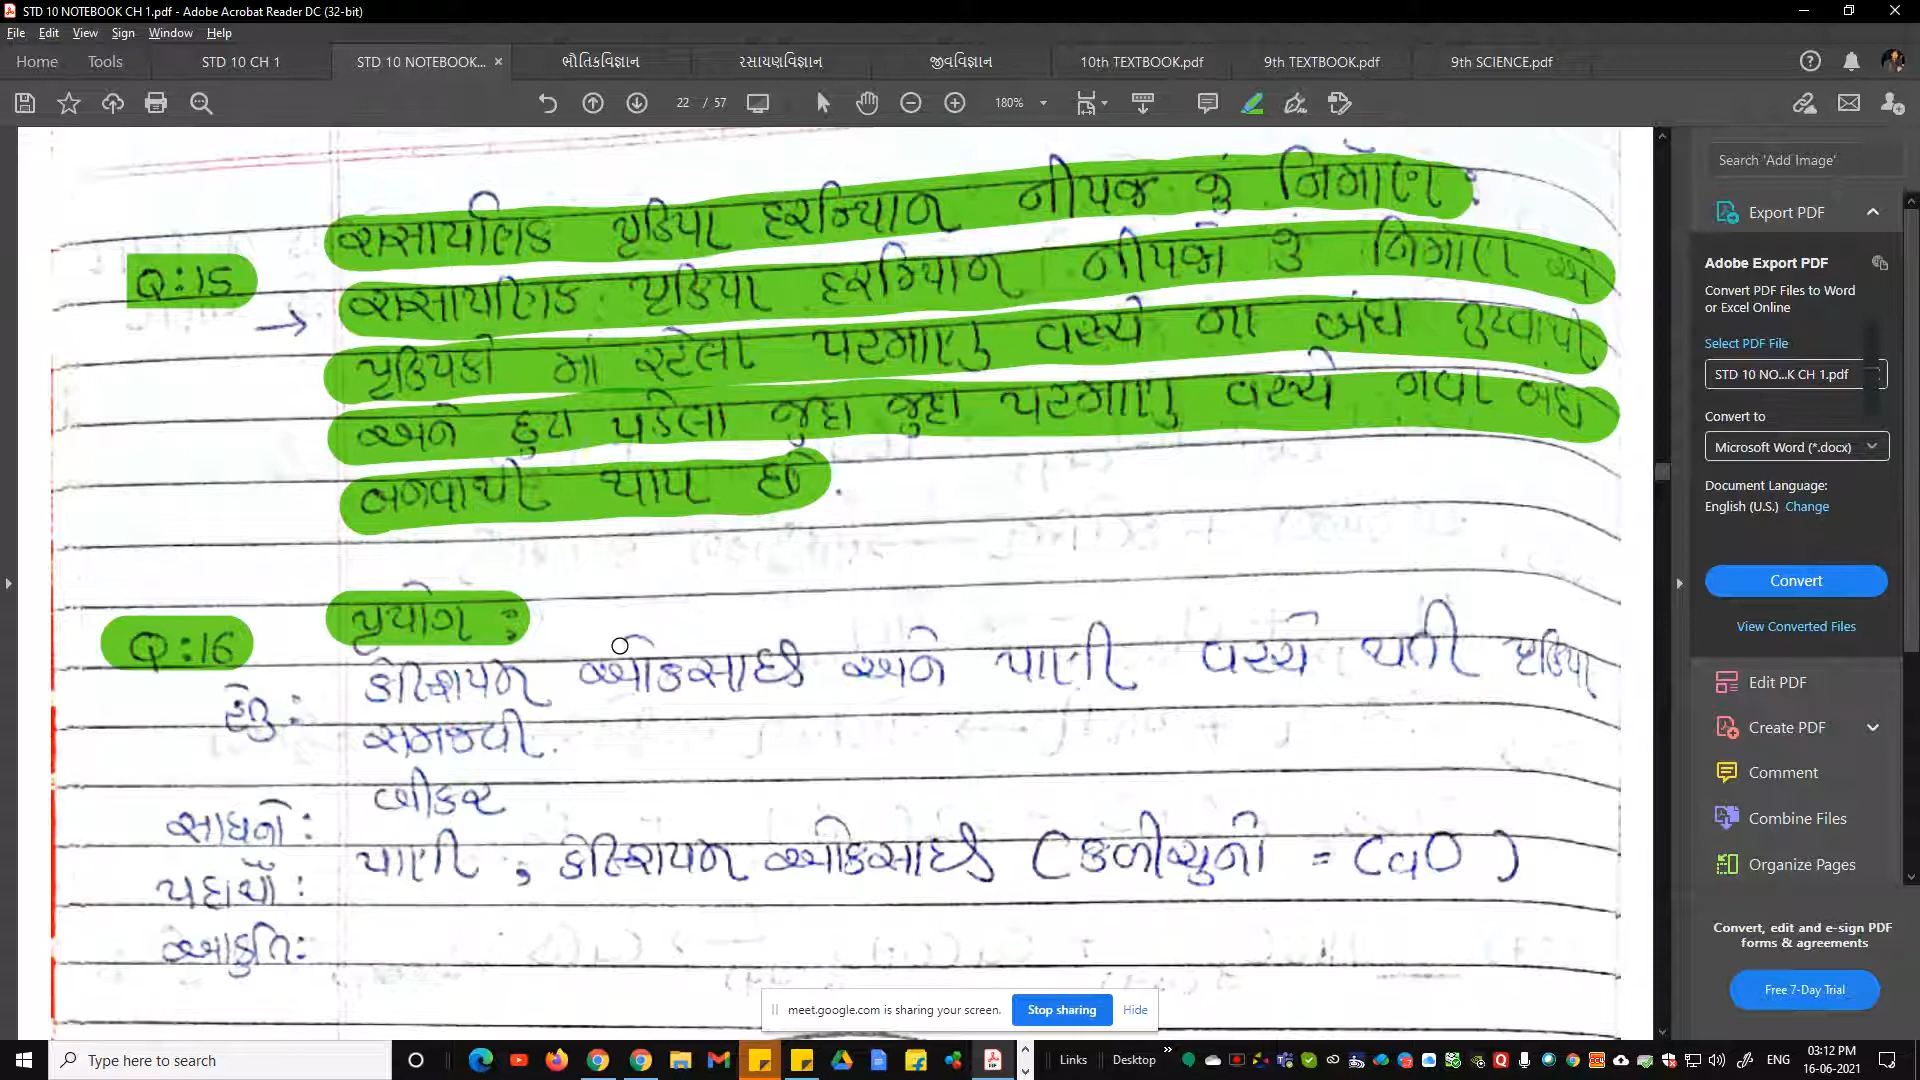 STD 10 NOTEBOOK CH 1.pdf - Adobe Acrobat Reader DC (32-bit)
File Edit View Sign Window Help
Home Tools STD 10 CH 1 STD 10 NOTEBOOK... × ભૌતિકવિજ્ઞાન રસાયણવિજ્ઞાન જીવવિજ્ઞાન 10th TEXTBOOK.pdf 9th TEXTBOOK.pdf 9th SCIENCE.pdf
22 / 57 180%
Search 'Add Image'
Export PDF
Adobe Export PDF
Convert PDF Files to Word
or Excel Online
Select PDF File
STD 10 NO...K CH 1.pdf
Convert to
Microsoft Word (*.docx)
Document Language:
English (U.S.) Change
Convert
View Converted Files
Edit PDF
Create PDF
Comment
Combine Files
Organize Pages
Convert, edit and e-sign PDF
forms & agreements
Free 7-Day Trial
રાસાયણિક પ્રક્રિયા દરમ્યાન નીપજ નું નિર્માણ :
Q:15
→ રાસાયણિક પ્રક્રિયા દરમિયાન નીપજો નું નિર્માણ એ
પ્રક્રિયકો માં રહેલા પરમાણુ વચ્ચે ના બંધ તુટવાથી
અને છુટા પડેલા જુદા જુદા પરમાણુ વચ્ચે નવા બંધ
બનવાથી થાય છે.
Q:16 પ્રયોગ :
હેતુ : કેલ્શિયમ ઓકસાઈડ અને પાણી વચ્ચે થતી પ્રક્રિયા
સમજવી.
સાધનો : બીકર
પદાર્થો : પાણી , કેલ્શિયમ ઓકસાઈડ (કળીચુનો = CaO)
આકૃતિ:
meet.google.com is sharing your screen. Stop sharing Hide
Type here to search Links Desktop ENG 03:12 PM
16-06-2021